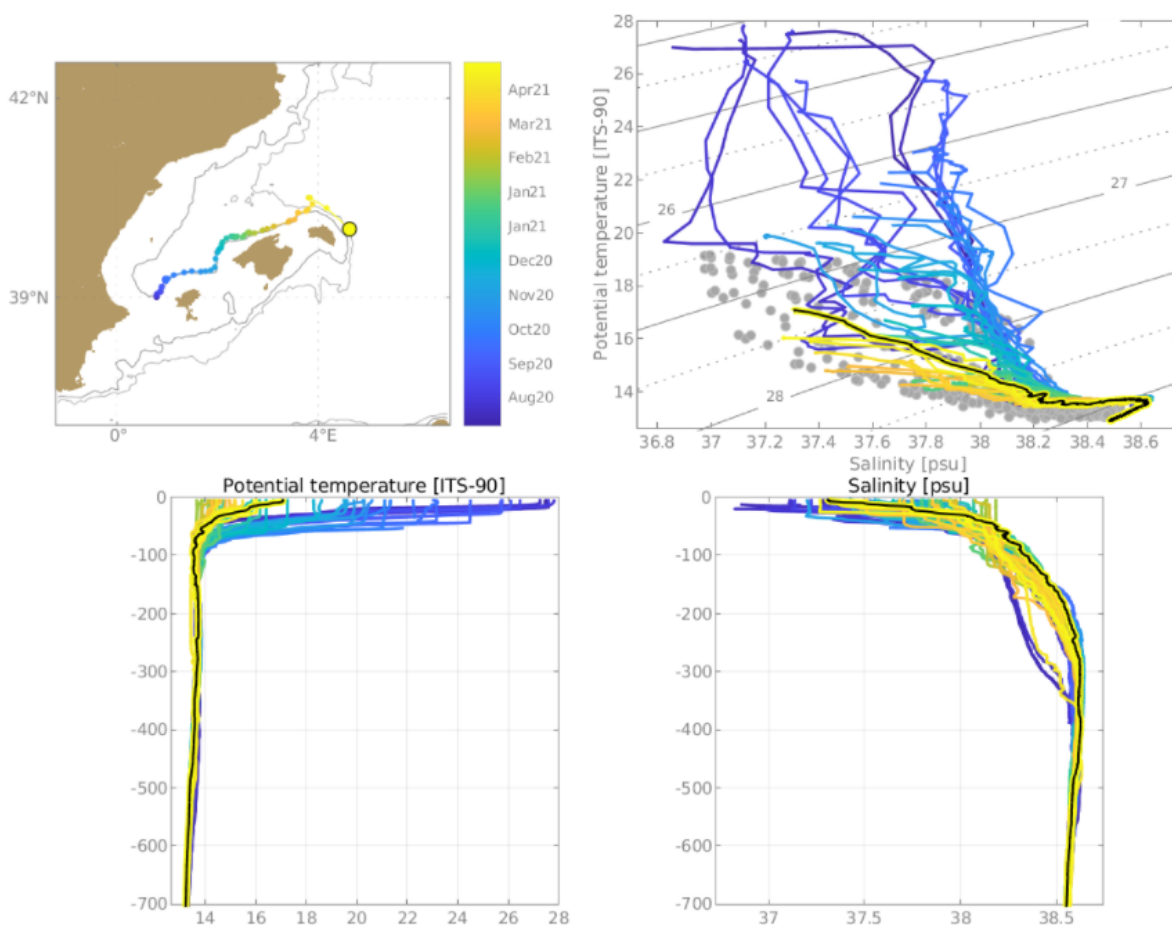 42°N
39°N
0°
4°E
Apr21
Mar21
Feb21
Jan21
Jan21
Dec20
Nov20
Oct20
Sep20
Aug20
Potential temperature [ITS-90]
28
26
24
22
20
18
16
14
26
27
28
36.8
37
37.2
37.4
37.6
37.8
38
38.2
38.4
38.6
Salinity [psu]
Potential temperature [ITS-90]
0
-100
-200
-300
-400
-500
-600
-700
14
16
18
20
22
24
26
28
Salinity [psu]
0
-100
-200
-300
-400
-500
-600
-700
37
37.5
38
38.5